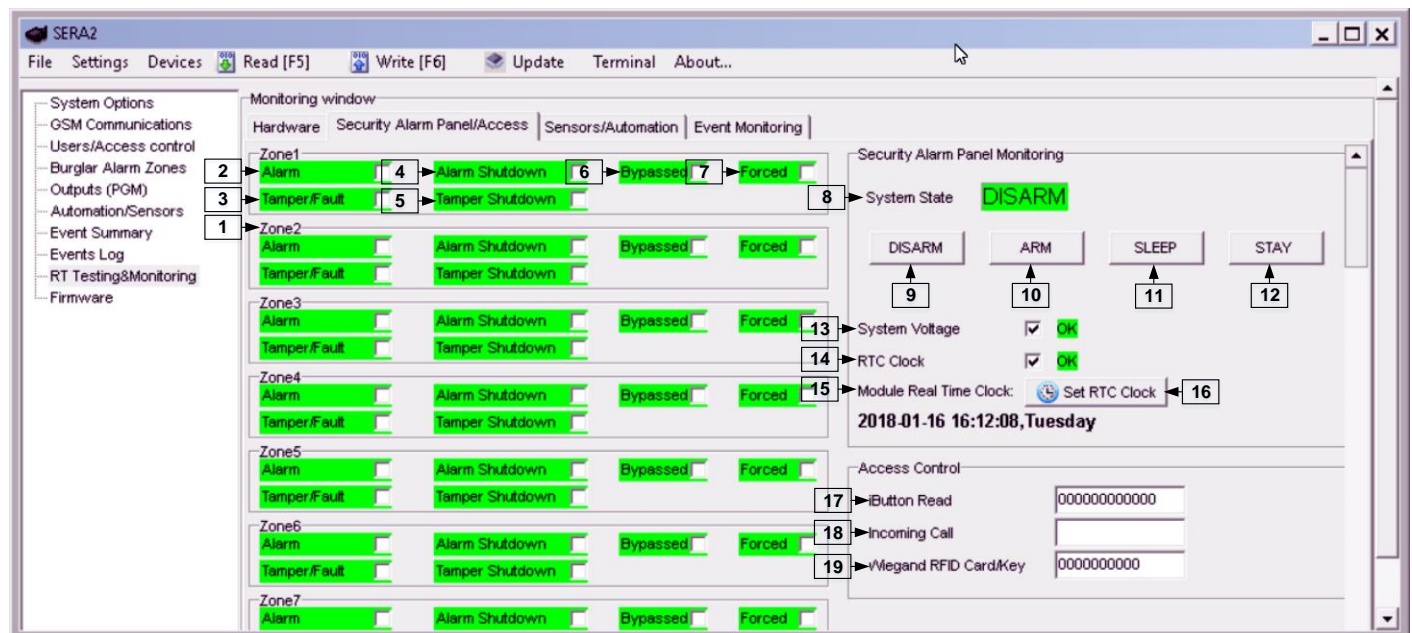 SERA2
File Settings Devices Read [F5] Write [F6] Update Terminal About...
System Options
GSM Communications
Users/Access control
Burglar Alarm Zones
Outputs (PGM)
Automation/Sensors
Event Summary
Events Log
RT Testing&Monitoring
Firmware
Monitoring window
Hardware Security Alarm Panel/Access Sensors/Automation Event Monitoring
Zone1
2 Alarm 4 Alarm Shutdown 6 Bypassed 7 Forced
3 Tamper/Fault 5 Tamper Shutdown
1 Zone2
Alarm Alarm Shutdown Bypassed Forced
Tamper/Fault Tamper Shutdown
Zone3
Alarm Alarm Shutdown Bypassed Forced
Tamper/Fault Tamper Shutdown
Zone4
Alarm Alarm Shutdown Bypassed Forced
Tamper/Fault Tamper Shutdown
Zone5
Alarm Alarm Shutdown Bypassed Forced
Tamper/Fault Tamper Shutdown
Zone6
Alarm Alarm Shutdown Bypassed Forced
Tamper/Fault Tamper Shutdown
Zone7
Alarm Alarm Shutdown Bypassed Forced
Security Alarm Panel Monitoring
8 System State DISARM
DISARM ARM SLEEP STAY
9 10 11 12
13 System Voltage OK
14 RTC Clock OK
15 Module Real Time Clock: Set RTC Clock 16
2018-01-16 16:12:08,Tuesday
Access Control
17 iButton Read 000000000000
18 Incoming Call
19 Wiegand RFID Card/Key 0000000000